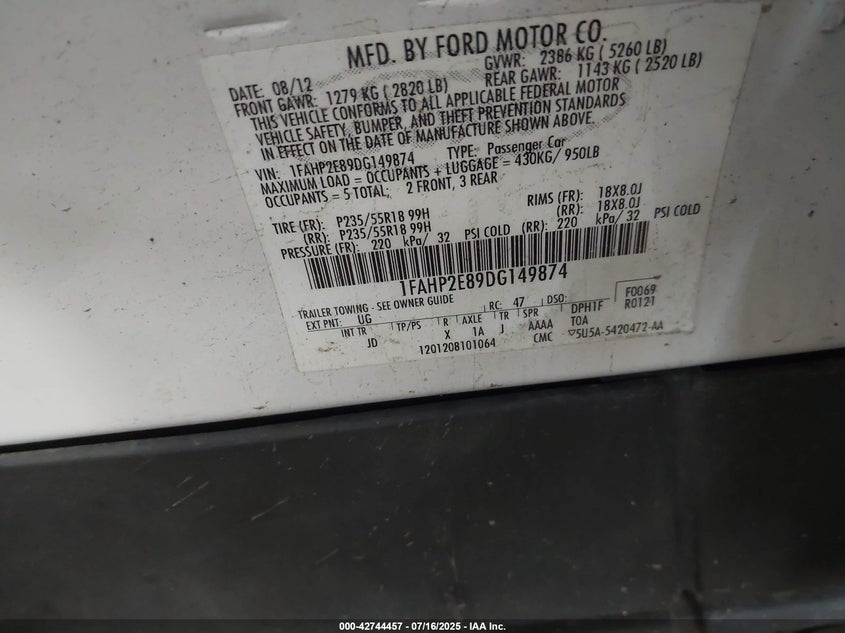 MFD. BY FORD MOTOR CO.
DATE: 08/12 GVWR: 2386 KG ( 5260 LB)
FRONT GAWR: 1279 KG ( 2820 LB) REAR GAWR: 1143 KG ( 2520 LB)
THIS VEHICLE CONFORMS TO ALL APPLICABLE FEDERAL MOTOR
VEHICLE SAFETY, BUMPER, AND THEFT PREVENTION STANDARDS
IN EFFECT ON THE DATE OF MANUFACTURE SHOWN ABOVE.
VIN: 1FAHP2E89DG149874 TYPE: Passenger Car
MAXIMUM LOAD = OCCUPANTS + LUGGAGE = 430KG/ 950LB
OCCUPANTS = 5 TOTAL; 2 FRONT, 3 REAR
TIRE (FR): P235/55R18 99H RIMS (FR): 18X8.0J
(RR): P235/55R18 99H (RR): 18X8.0J
PRESSURE (FR): 220 kPa/ 32 PSI COLD (RR): 220 kPa/ 32 PSI COLD
1FAHP2E89DG149874
TRAILER TOWING - SEE OWNER GUIDE
EXT PNT: UG RC: 47 DSO: F0069
INT TR TP/PS R AXLE TR SPR DPH1F R0121
JD X 1A J AAAA TOA
1201208101064 CMC 5U5A-5420472-AA
000-42744457 - 07/16/2025 - IAA Inc.